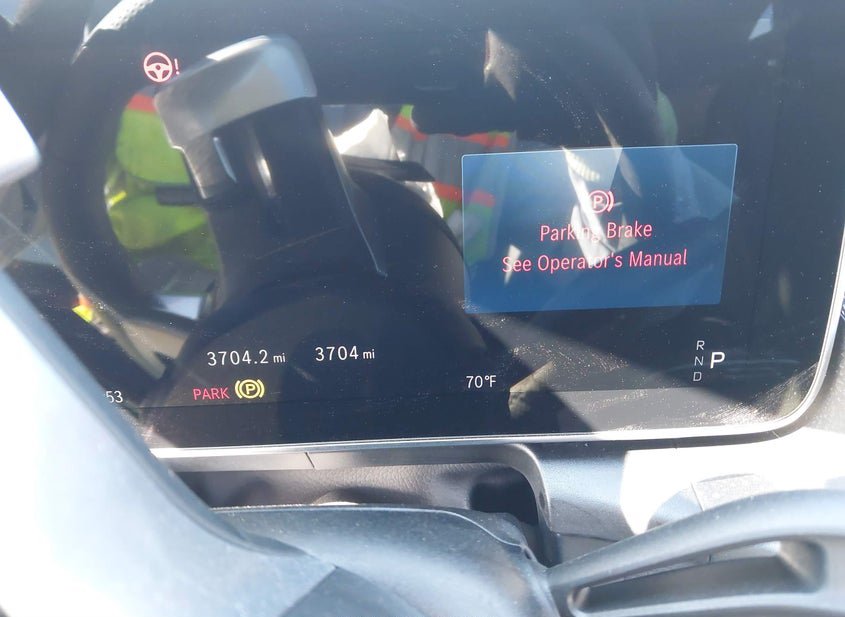 !
P
Parking Brake
See Operator's Manual
3704.2 mi 3704 mi
R
N P
D
53 PARK P 70°F